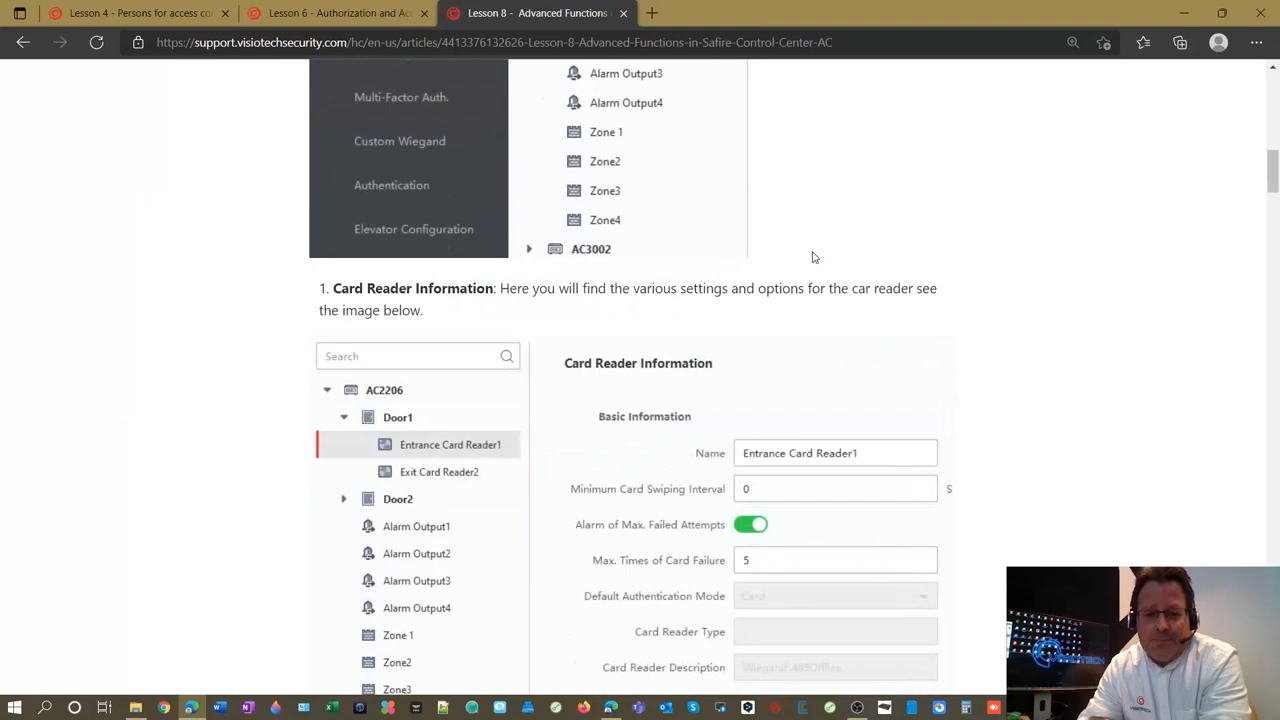 Lesson 4 - Persons for access co
Lesson 6 - Authorization and Ac
Lesson 8 - Advanced Functions
https://support.visiotechsecurity.com/hc/en-us/articles/4413376132626-Lesson-8-Advanced-Functions-in-Safire-Control-Center-AC
Alarm Output3
Multi-Factor Auth.
Alarm Output4
Zone 1
Custom Wiegand
Zone2
Authentication
Zone3
Zone4
Elevator Configuration
AC3002
1. Card Reader Information: Here you will find the various settings and options for the car reader see
the image below.
Search
Card Reader Information
AC2206
Door1
Basic Information
Entrance Card Reader1
Name Entrance Card Reader1
Exit Card Reader2
Minimum Card Swiping Interval 0 S
Door2
Alarm Output1
Alarm of Max. Failed Attempts
Alarm Output2
Max. Times of Card Failure 5
Alarm Output3
Default Authentication Mode Card
Alarm Output4
Card Reader Type
Zone 1
Zone2
Card Reader Description
Zone3
VISIOTECH